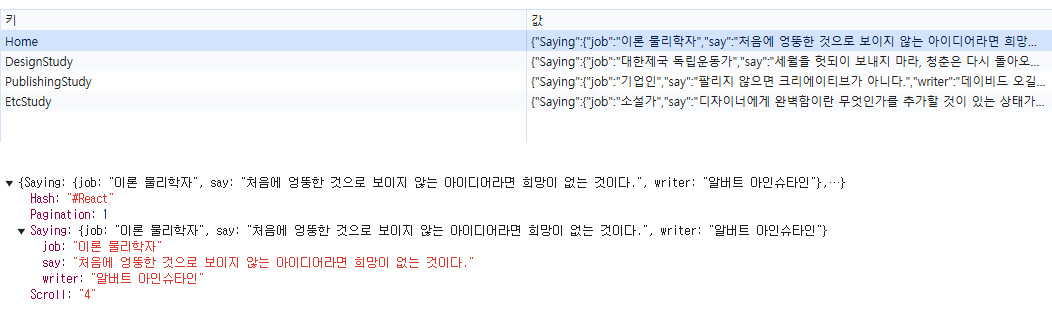 키 값
Home {"Saying":{"job":"이론 물리학자","say":"처음에 엉뚱한 것으로 보이지 않는 아이디어라면 희망...
DesignStudy {"Saying":{"job":"대한제국 독립운동가","say":"세월을 헛되이 보내지 마라, 청춘은 다시 돌아오...
PublishingStudy {"Saying":{"job":"기업인","say":"팔리지 않으면 크리에이티브가 아니다.","writer":"데이비드 오길...
EtcStudy {"Saying":{"job":"소설가","say":"디자이너에게 완벽함이란 무엇인가를 추가할 것이 있는 상태가...
▼ {Saying: {job: "이론 물리학자", say: "처음에 엉뚱한 것으로 보이지 않는 아이디어라면 희망이 없는 것이다.", writer: "알버트 아인슈타인"},…}
Hash: "#React"
Pagination: 1
▼ Saying: {job: "이론 물리학자", say: "처음에 엉뚱한 것으로 보이지 않는 아이디어라면 희망이 없는 것이다.", writer: "알버트 아인슈타인"}
job: "이론 물리학자"
say: "처음에 엉뚱한 것으로 보이지 않는 아이디어라면 희망이 없는 것이다."
writer: "알버트 아인슈타인"
Scroll: "4"